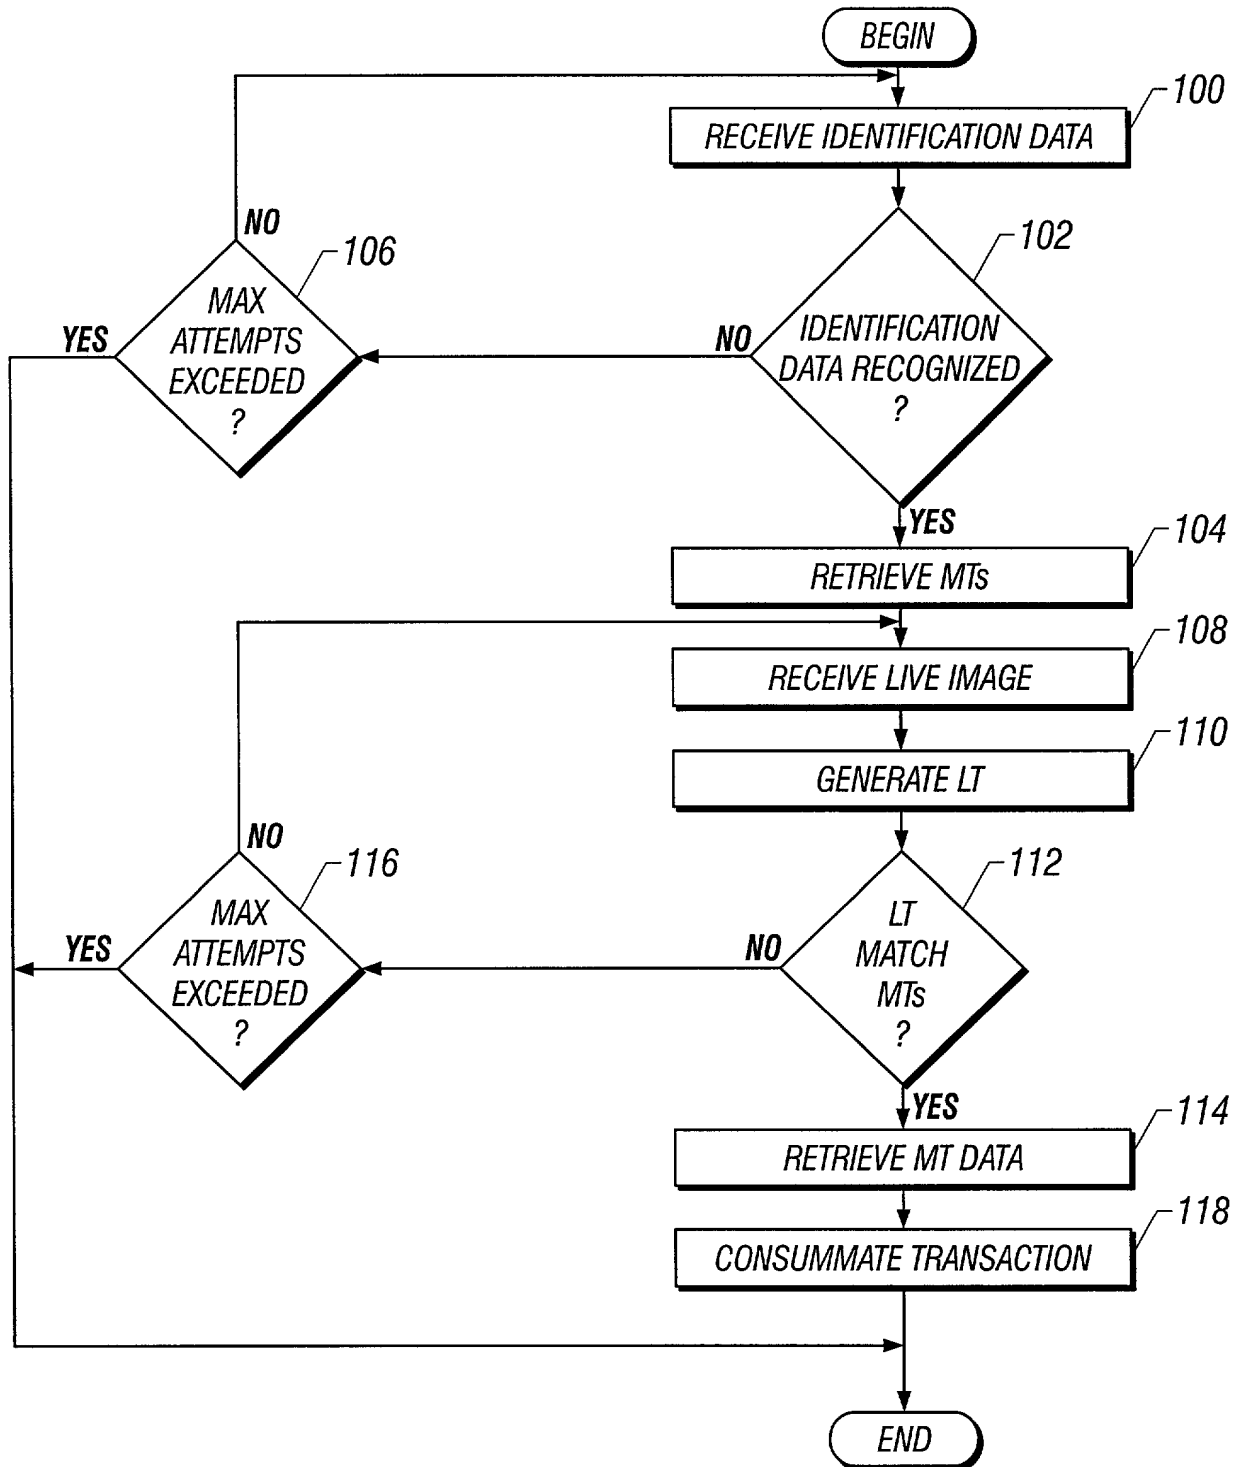 BEGIN
100
RECEIVE IDENTIFICATION DATA
NO
106
102
MAX
ATTEMPTS
EXCEEDED
?
YES
NO
IDENTIFICATION
DATA RECOGNIZED
?
YES
104
RETRIEVE MTs
108
RECEIVE LIVE IMAGE
110
GENERATE LT
NO
116
112
MAX
ATTEMPTS
EXCEEDED
?
YES
NO
LT
MATCH
MTs
?
YES
114
RETRIEVE MT DATA
118
CONSUMMATE TRANSACTION
END